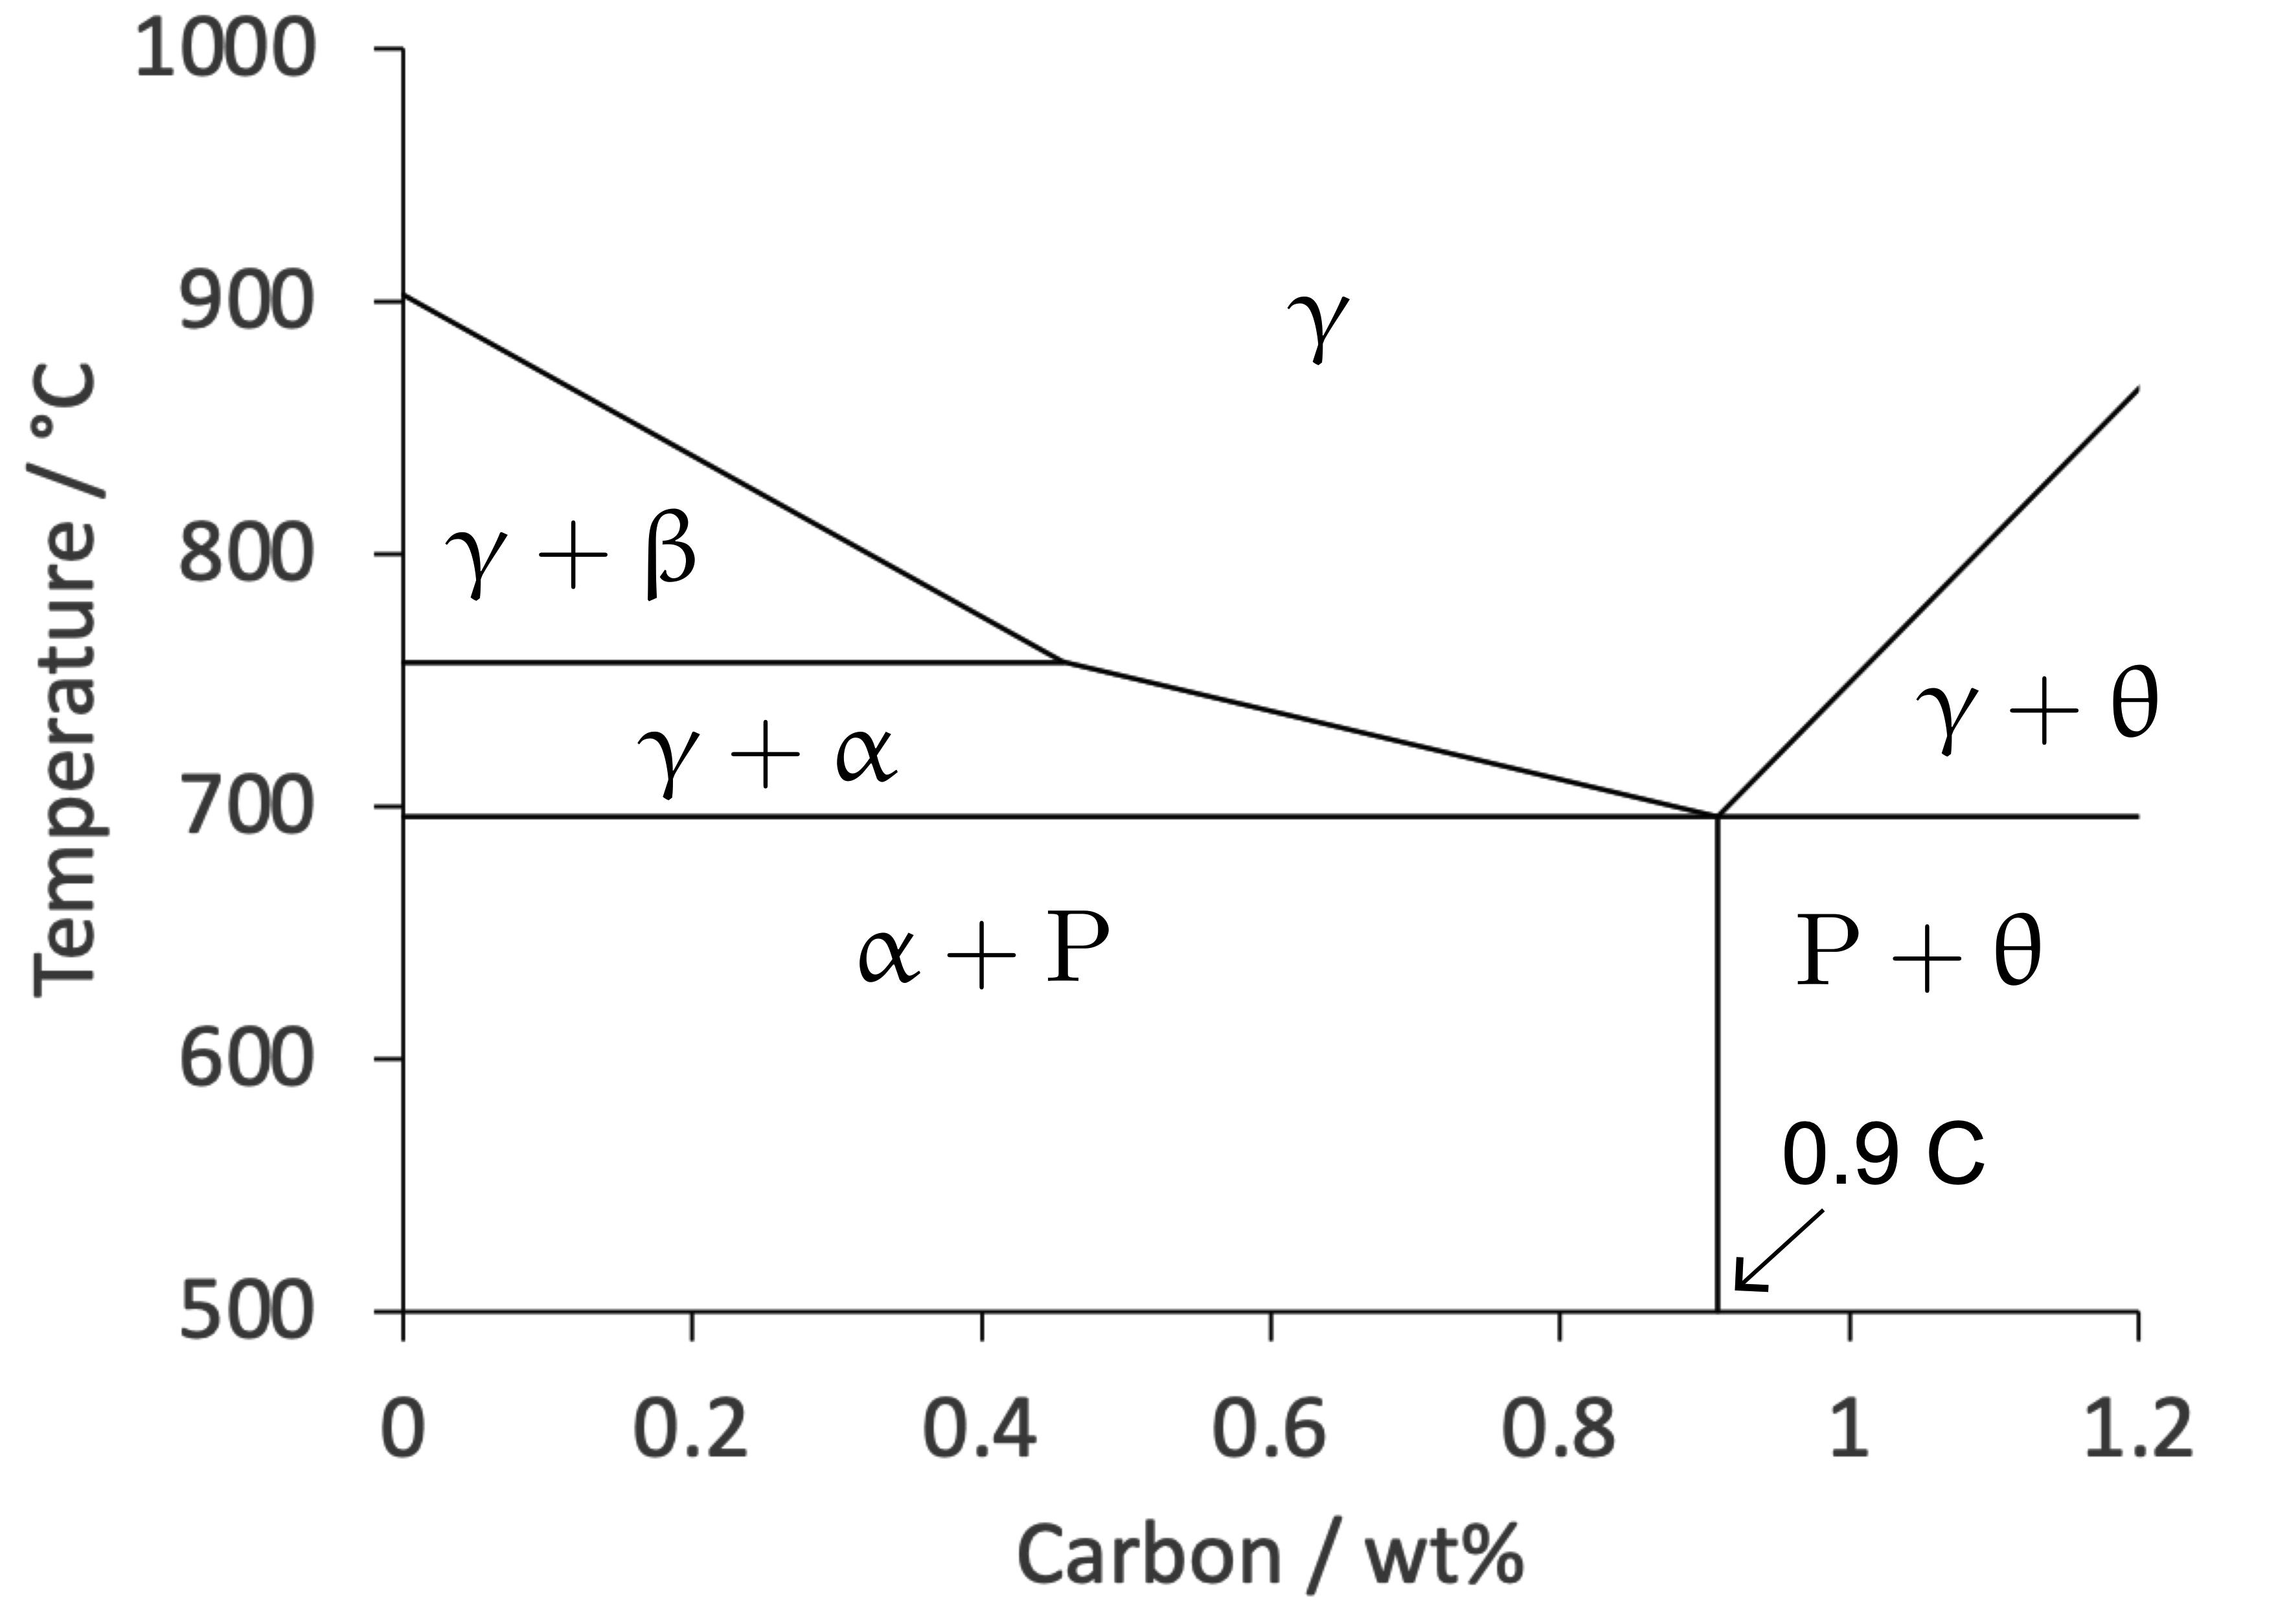 1000
900
800
700
600
500
Temperature / °C
γ
γ + β
γ + α
γ + θ
α + P
P + θ
0.9 C
0 0.2 0.4 0.6 0.8 1 1.2
Carbon / wt%